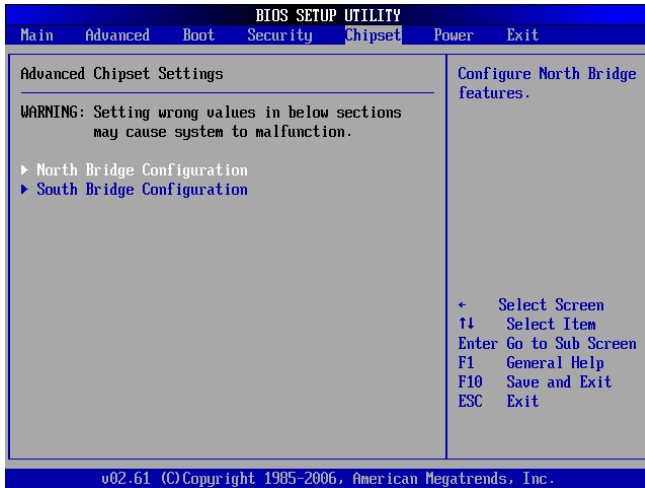 BIOS SETUP UTILITY
Main Advanced Boot Security Chipset Power Exit
Advanced Chipset Settings
WARNING: Setting wrong values in below sections
may cause system to malfunction.
▶ North Bridge Configuration
▶ South Bridge Configuration
Configure North Bridge
features.
← Select Screen
↑↓ Select Item
Enter Go to Sub Screen
F1 General Help
F10 Save and Exit
ESC Exit
v02.61 (C)Copyright 1985-2006, American Megatrends, Inc.